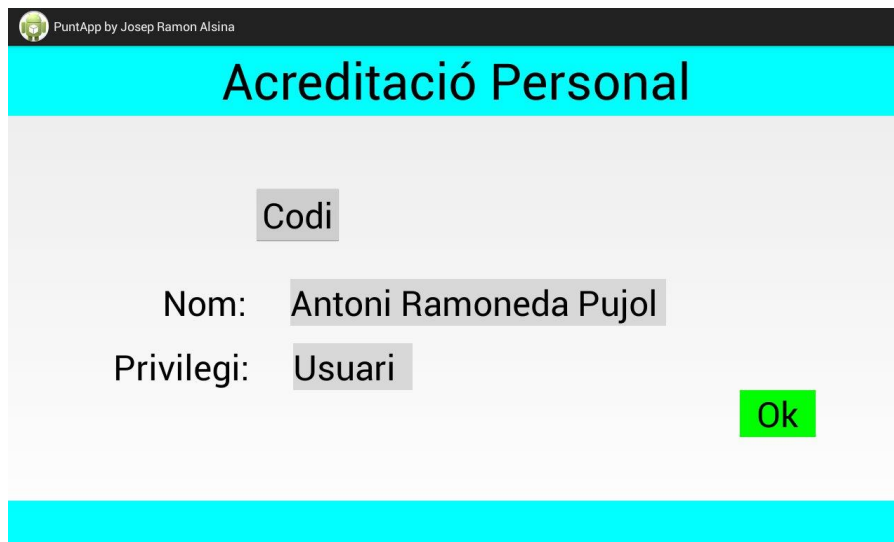 PuntApp by Josep Ramon Alsina
Acreditació Personal
Codi
Nom: Antoni Ramoneda Pujol
Privilegi: Usuari
Ok